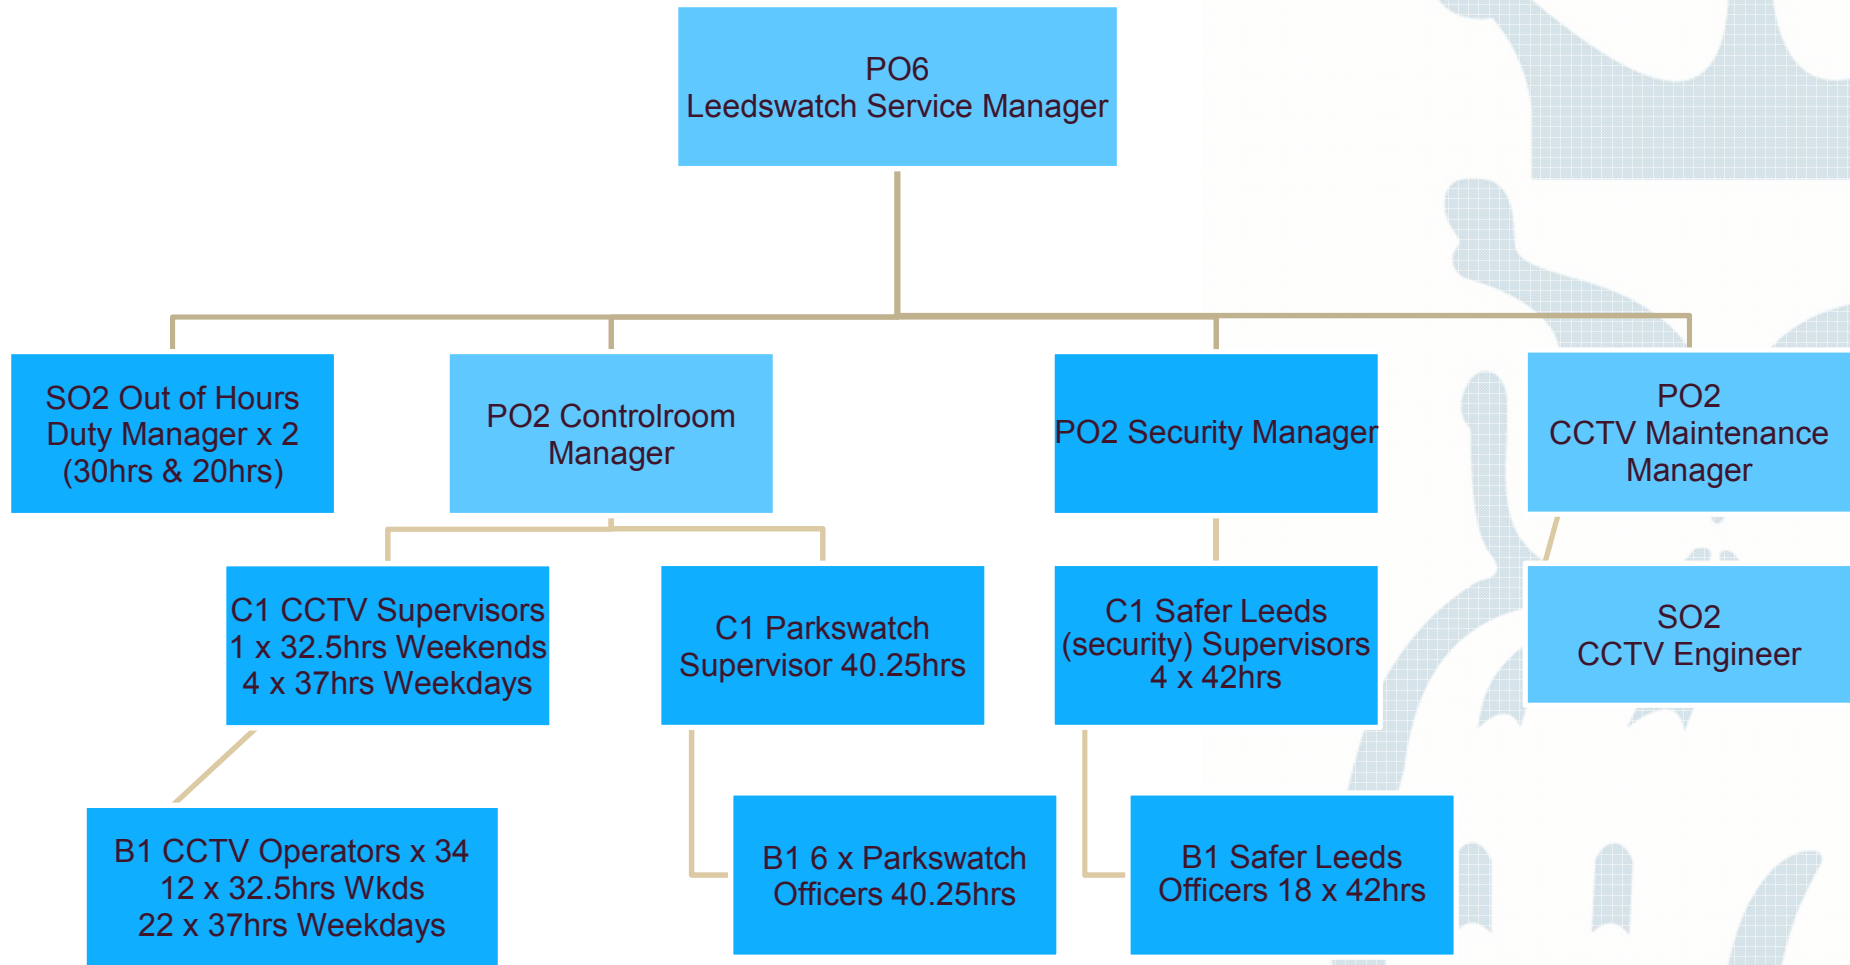 PO6
Leedswatch Service Manager
SO2 Out of Hours
Duty Manager x 2
(30hrs & 20hrs)
PO2 Controlroom
Manager
PO2 Security Manager
PO2
CCTV Maintenance
Manager
C1 CCTV Supervisors
1 x 32.5hrs Weekends
4 x 37hrs Weekdays
C1 Parkswatch
Supervisor 40.25hrs
C1 Safer Leeds
(security) Supervisors
4 x 42hrs
SO2
CCTV Engineer
B1 CCTV Operators x 34
12 x 32.5hrs Wkds
22 x 37hrs Weekdays
B1 6 x Parkswatch
Officers 40.25hrs
B1 Safer Leeds
Officers 18 x 42hrs